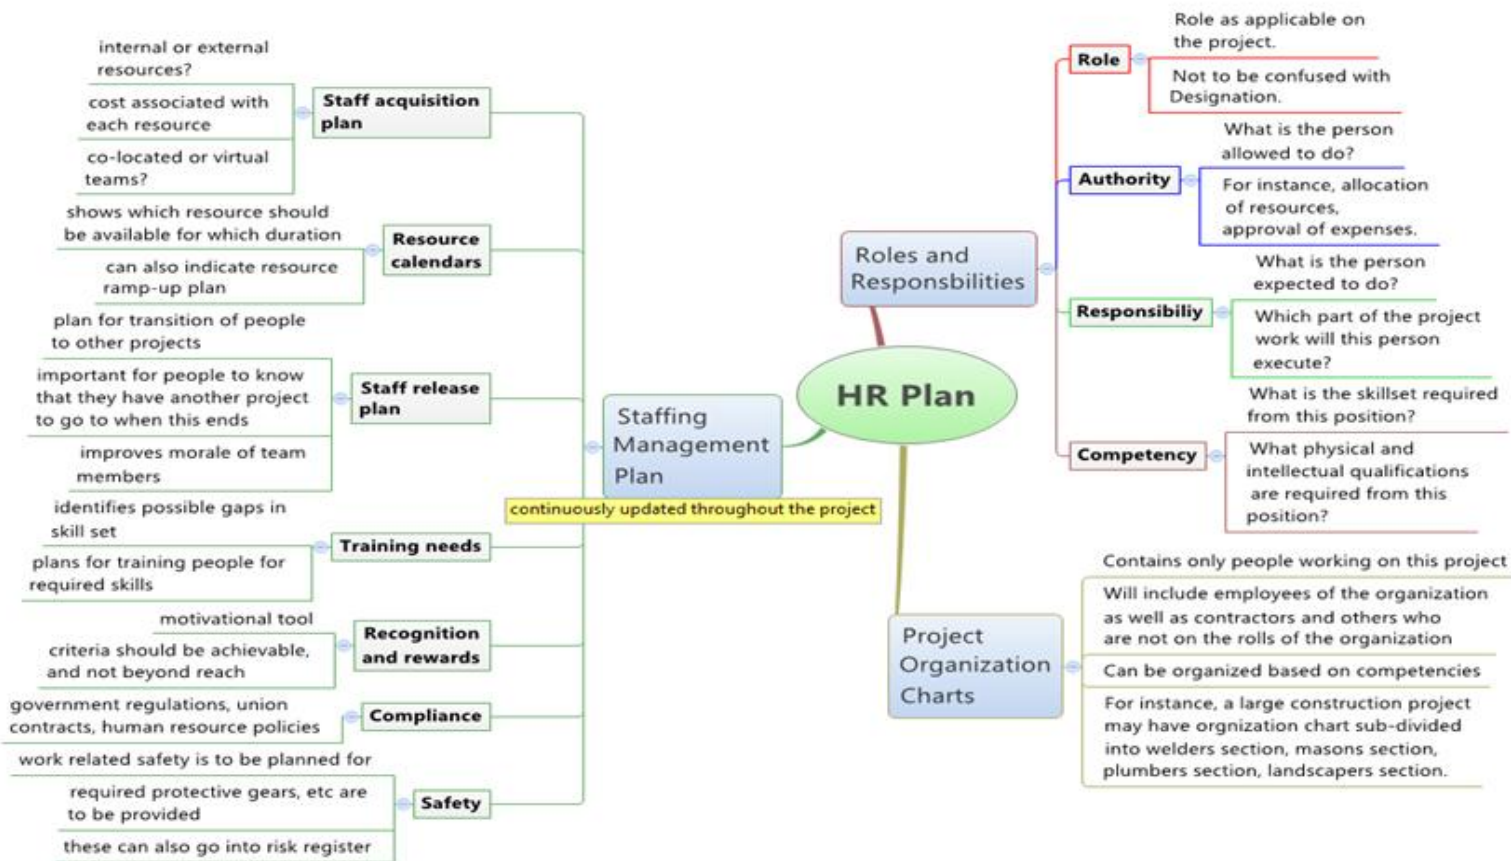 HR Plan
Roles and
Responsbilities
Role
Role as applicable on
the project.
Not to be confused with
Designation.
Authority
What is the person
allowed to do?
For instance, allocation
of resources,
approval of expenses.
Responsibiliy
What is the person
expected to do?
Which part of the project
work will this person
execute?
Competency
What is the skillset required
from this position?
What physical and
intellectual qualifications
are required from this
position?
Project
Organization
Charts
Contains only people working on this project
Will include employees of the organization
as well as contractors and others who
are not on the rolls of the organization
Can be organized based on competencies
For instance, a large construction project
may have orgnization chart sub-divided
into welders section, masons section,
plumbers section, landscapers section.
Staffing
Management
Plan
continuously updated throughout the project
Staff acquisition
plan
internal or external
resources?
cost associated with
each resource
co-located or virtual
teams?
Resource
calendars
shows which resource should
be available for which duration
can also indicate resource
ramp-up plan
Staff release
plan
plan for transition of people
to other projects
important for people to know
that they have another project
to go to when this ends
improves morale of team
members
Training needs
identifies possible gaps in
skill set
plans for training people for
required skills
Recognition
and rewards
motivational tool
criteria should be achievable,
and not beyond reach
Compliance
government regulations, union
contracts, human resource policies
Safety
work related safety is to be planned for
required protective gears, etc are
to be provided
these can also go into risk register